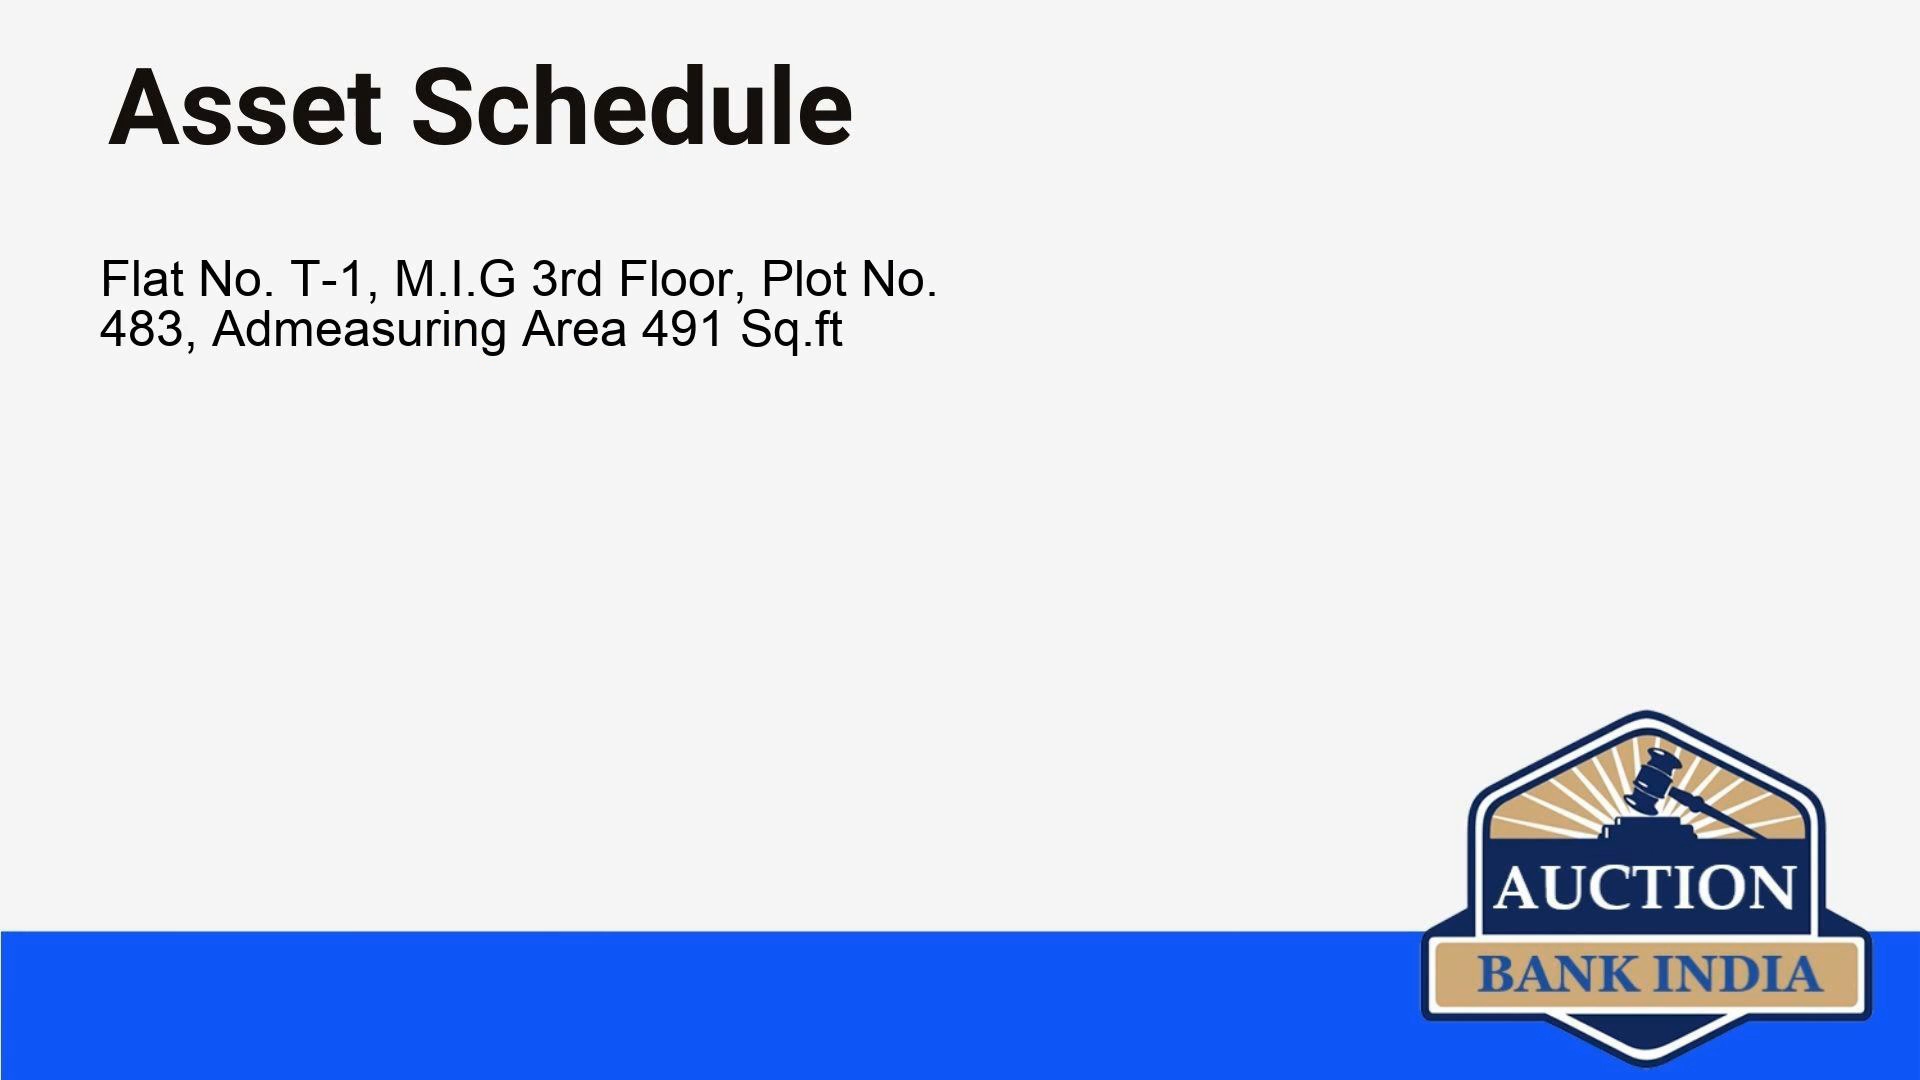 Asset Schedule
Flat No. T-1, M.I.G 3rd Floor, Plot No.
483, Admeasuring Area 491 Sq.ft
AUCTION
BANK INDIA